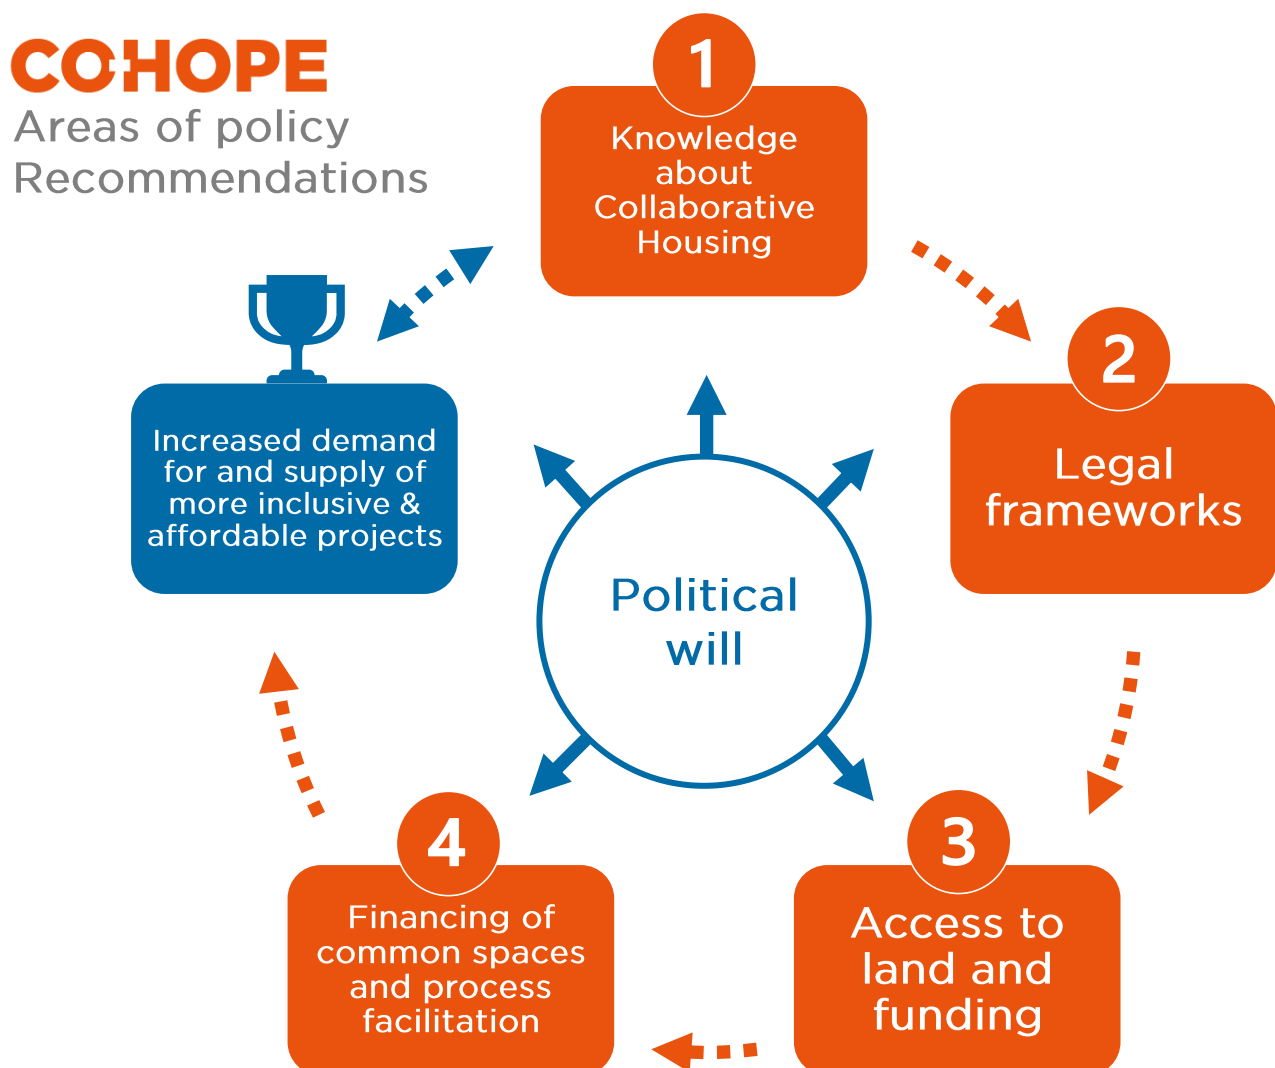 COHOPE
Areas of policy
Recommendations
1
Knowledge
about
Collaborative
Housing
2
Legal
frameworks
3
Access to
land and
funding
4
Financing of
common spaces
and process
facilitation
Increased demand
for and supply of
more inclusive &
affordable projects
Political
will